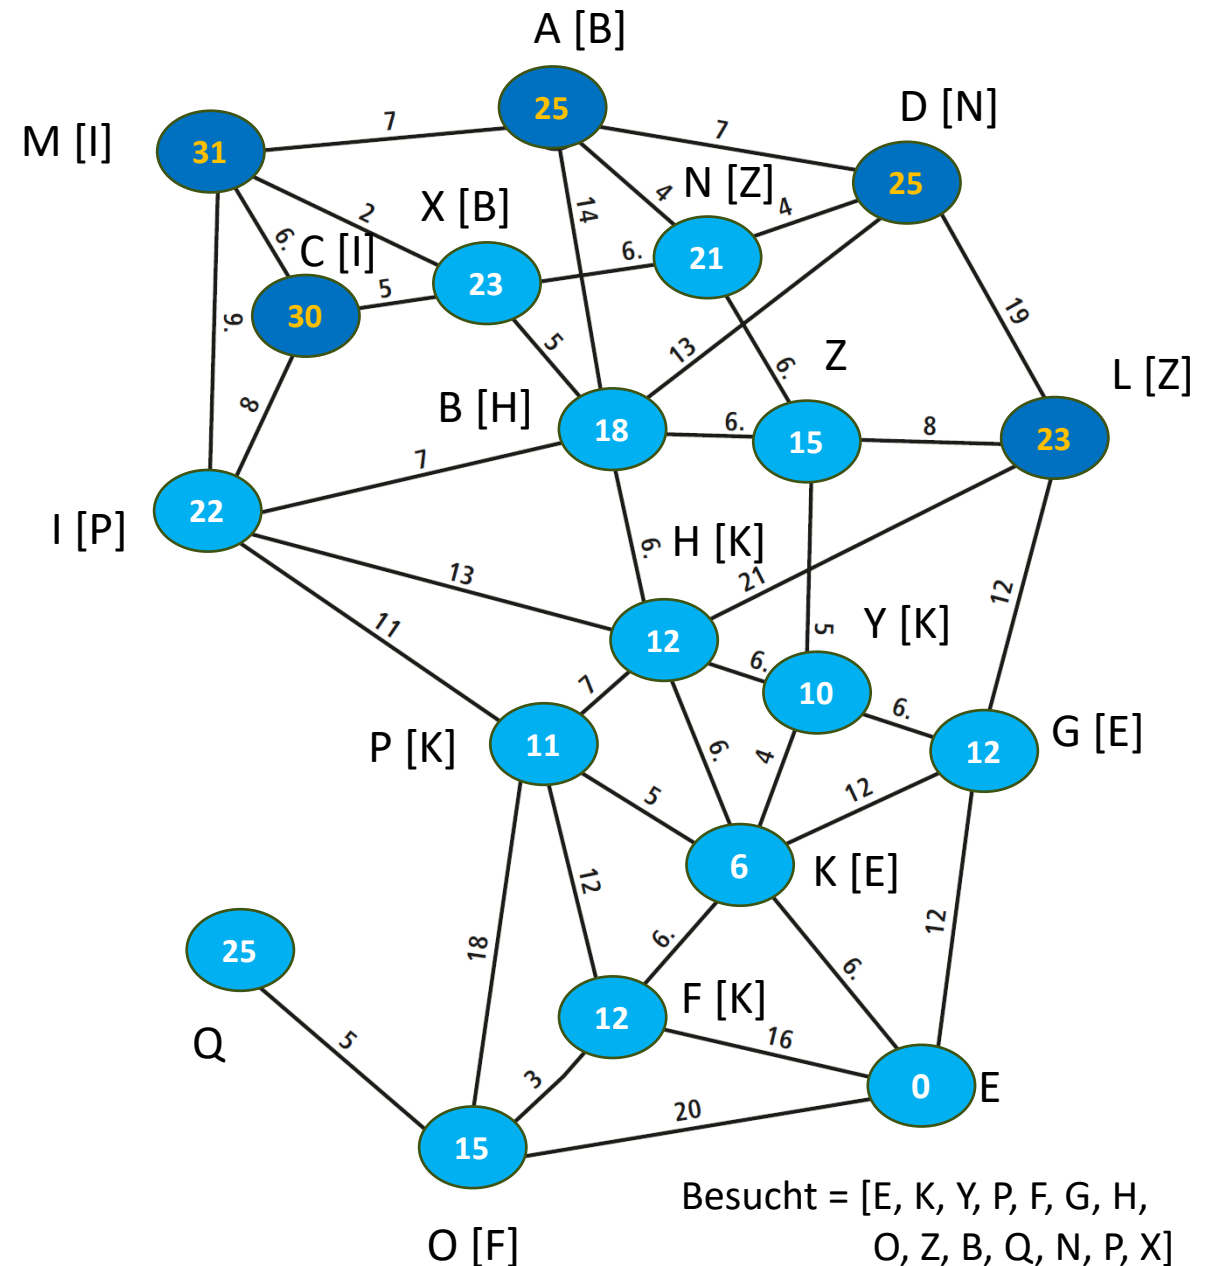 A [B]
25
D [N]
M [I]
31
7
7
25
N [Z]
4
4
X [B]
2
14
21
6.
C [I]
6.
23
5
30
9.
19
5
13
6.
Z
L [Z]
8
B [H]
18
6.
15
8
23
7
22
I [P]
6.
H [K]
13
21
12
11
5
Y [K]
12
6.
10
7
6.
G [E]
P [K]
11
6.
4
12
5
12
6
K [E]
12
18
12
25
6.
6.
F [K]
12
16
Q
5
3
0
E
20
15
Besucht = [E, K, Y, P, F, G, H,
O, Z, B, Q, N, P, X]
O [F]